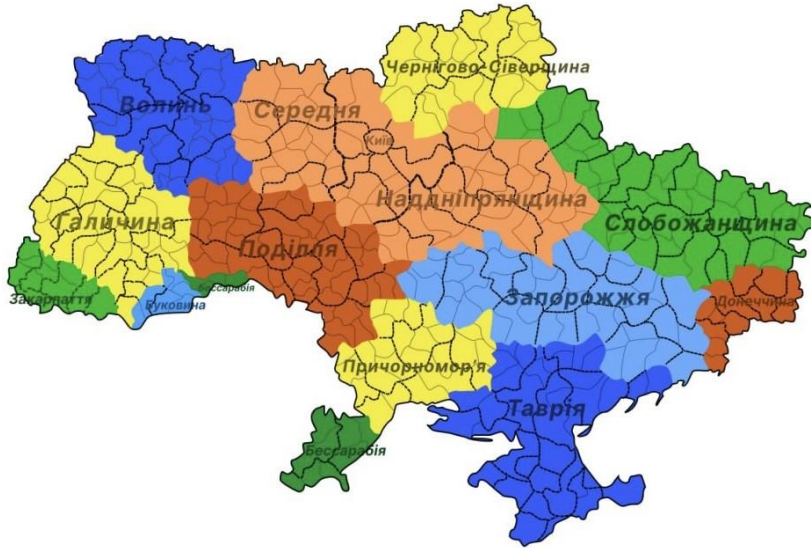 Чернігово-Сіверщина
Волинь
Середня
Київ
Наддніпрянщина
Галичина
Слобожанщина
Поділля
Бессарабія
Закарпаття
Буковина
Запорожжя
Донеччина
Причорномор'я
Таврія
Бессарабія